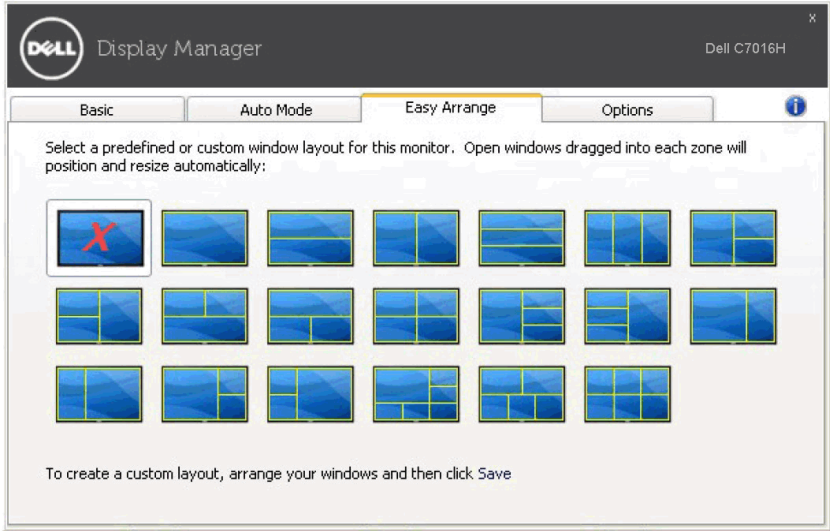 x
DELL
Display Manager
Dell C7016H
Basic
Auto Mode
Easy Arrange
Options
i
Select a predefined or custom window layout for this monitor. Open windows dragged into each zone will
position and resize automatically:
X
To create a custom layout, arrange your windows and then click Save